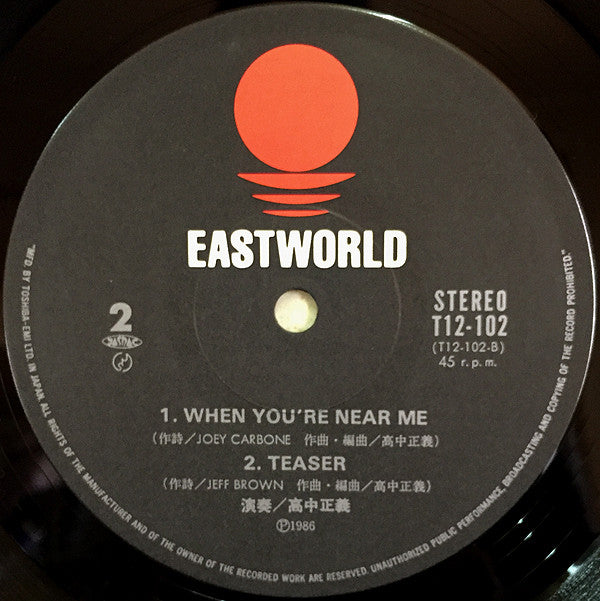 EASTWORLD
2
STEREO
T12-102
(T12-102-B)
45 r.p.m.
1. WHEN YOU'RE NEAR ME
(作詩／JOEY CARBONE 作曲・編曲／高中正義)
2. TEASER
(作詩／JEFF BROWN 作曲・編曲／高中正義)
演奏／高中正義
Ⓟ1986
"MFD. BY TOSHIBA-EMI LTD. IN JAPAN. ALL RIGHTS OF THE MANUFACTURER AND OF THE OWNER OF THE RECORDED WORK ARE RESERVED. UNAUTHORIZED PUBLIC PERFORMANCE, BROADCASTING AND COPYING OF THE RECORD PROHIBITED."